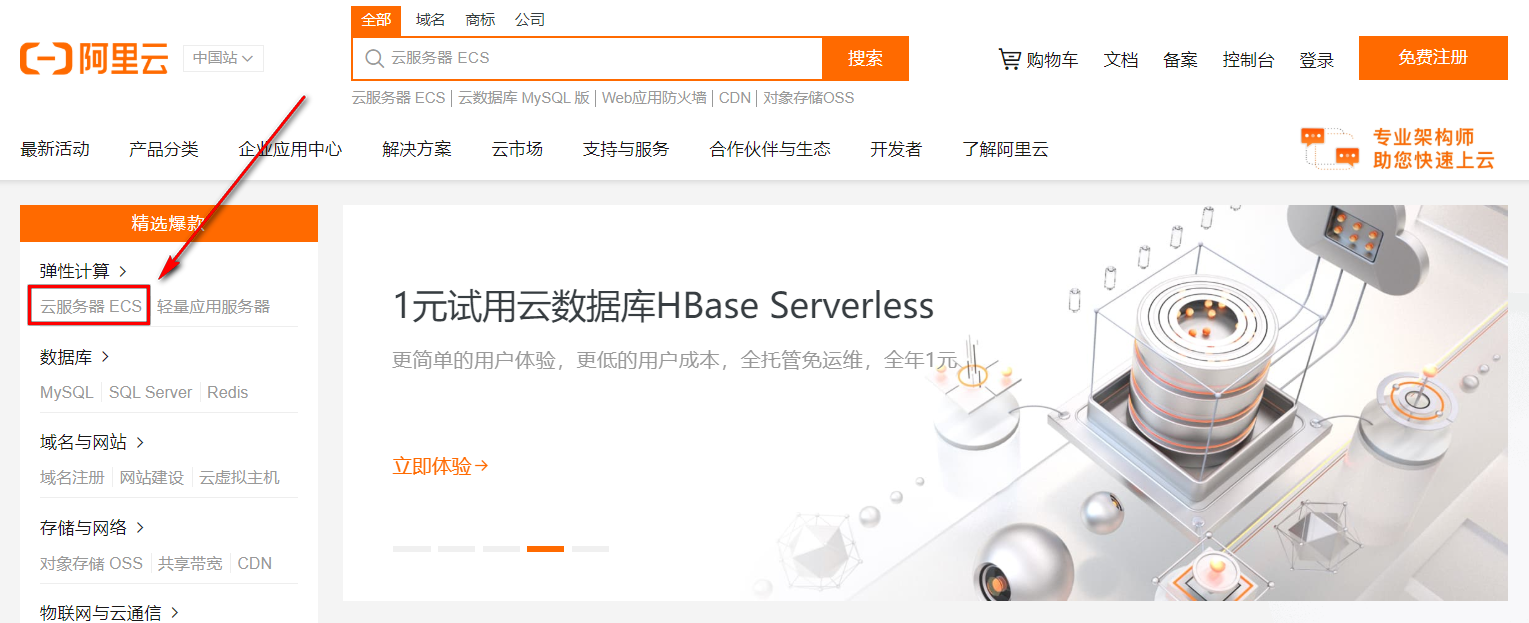 全部 域名 商标 公司
阿里云 中国站 云服务器 ECS 搜索 购物车 文档 备案 控制台 登录 免费注册
云服务器 ECS | 云数据库 MySQL 版 | Web应用防火墙 | CDN | 对象存储OSS
最新活动 产品分类 企业应用中心 解决方案 云市场 支持与服务 合作伙伴与生态 开发者 了解阿里云
专业架构师
助您快速上云
精选爆款
弹性计算
云服务器 ECS 轻量应用服务器
数据库
MySQL SQL Server Redis
域名与网站
域名注册 网站建设 云虚拟主机
存储与网络
对象存储 OSS 共享带宽 CDN
物联网与云通信
1元试用云数据库HBase Serverless
更简单的用户体验，更低的用户成本，全托管免运维，全年1元
立即体验